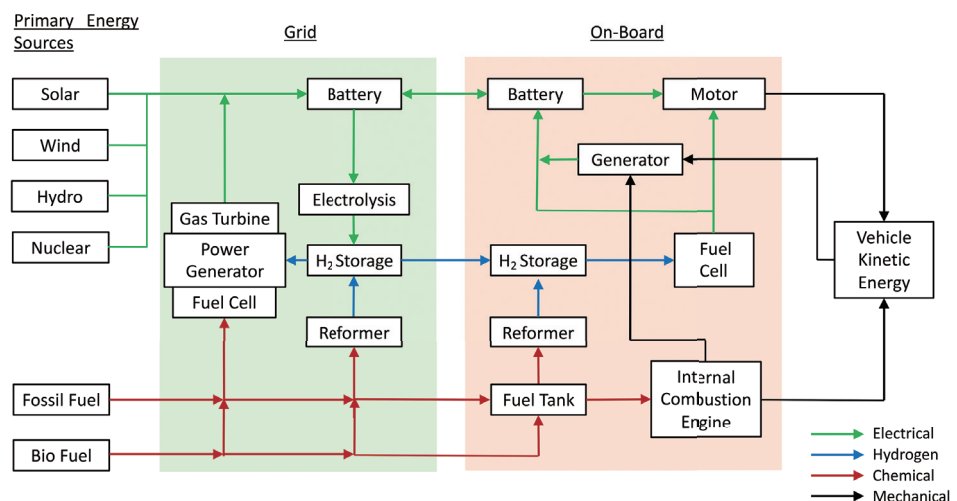 Primary Energy
Sources
Grid
On-Board
Solar
Battery
Battery
Motor
Wind
Generator
Hydro
Electrolysis
Gas Turbine
Nuclear
Power
Generator
H₂ Storage
H₂ Storage
Fuel
Cell
Vehicle
Kinetic
Energy
Fuel Cell
Reformer
Reformer
Fossil Fuel
Fuel Tank
Internal
Combustion
Engine
Bio Fuel
Electrical
Hydrogen
Chemical
Mechanical